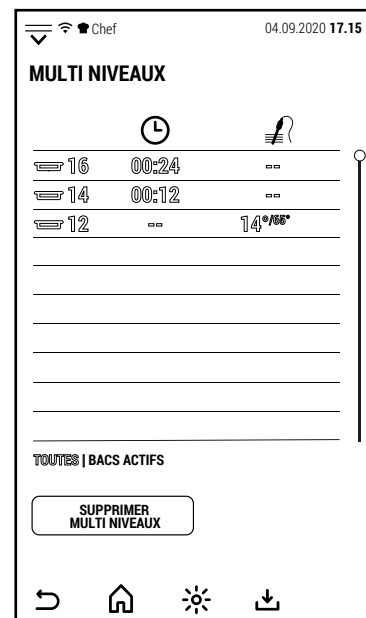 Chef 04.09.2020 17.15
MULTI NIVEAUX
16 00:24 --
14 00:12 --
12 -- 14°/65°
TOUTES | BACS ACTIFS
SUPPRIMER
MULTI NIVEAUX